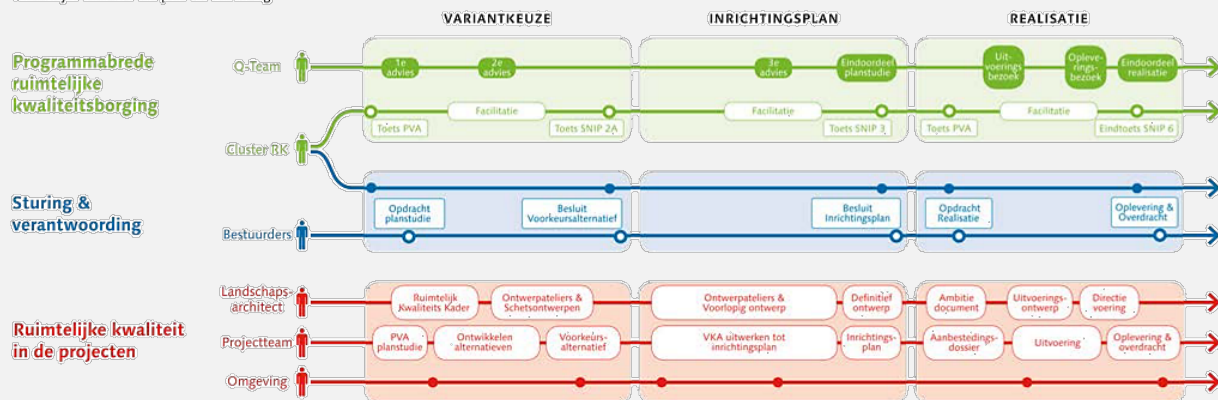 VARIANTKEUZE
INRICHTINGSPLAN
REALISATIE
Programmabrede
ruimtelijke
kwaliteitsborging
Q-Team
1e
advies
2e
advies
3e
advies
Eindoordeel
planstudie
Uit-
voerings
bezoek
Opleve-
rings-
bezoek
Eindoordeel
realisatie
Facilitatie
Facilitatie
Facilitatie
Toets PVA
Toets SNIP 2A
Toets SNIP 3
Toets PVA
Eindtoets SNIP 6
Cluster RK
Sturing &
verantwoording
Opdracht
planstudie
Besluit
Voorkeursalternatief
Besluit
Inrichtingsplan
Opdracht
Realisatie
Oplevering &
Overdracht
Bestuurders
Ruimtelijke kwaliteit
in de projecten
Landschaps-
architect
Ruimtelijk
Kwaliteits Kader
Ontwerpateliers &
Schetsontwerpen
Ontwerpateliers &
Voorlopig ontwerp
Definitief
ontwerp
Ambitie
document
Uitvoerings-
ontwerp
Directie
voering
Projectteam
PVA
planstudie
Ontwikkelen
alternatieven
Voorkeurs-
alternatief
VKA uitwerken tot
inrichtingsplan
Inrichtings-
plan
Aanbestedings-
dossier
Uitvoering
Oplevering &
overdracht
Omgeving